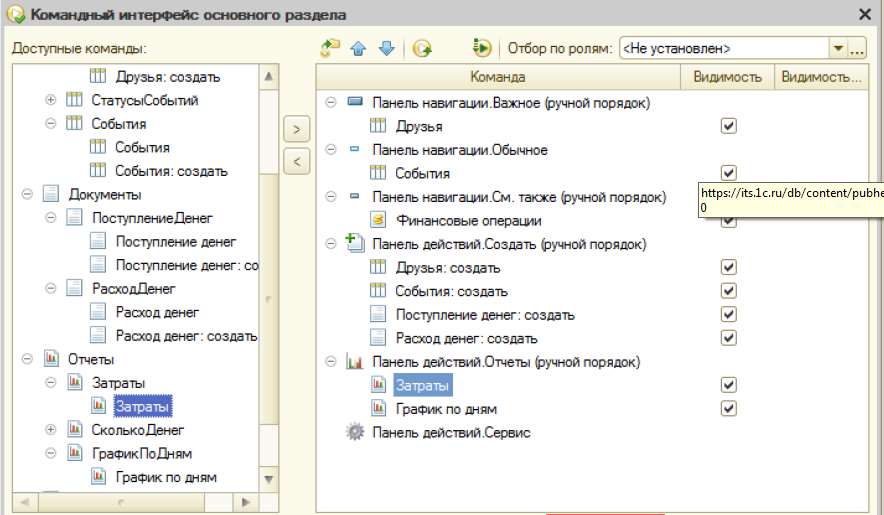 Командный интерфейс основного раздела
Доступные команды:
Отбор по ролям: <Не установлен>
Друзья: создать
СтатусыСобытий
События
События
События: создать
Документы
ПоступлениеДенег
Поступление денег
Поступление денег: со
РасходДенег
Расход денег
Расход денег: создать
Отчеты
Затраты
Затраты
СколькоДенег
ГрафикПоДням
График по дням
Команда Видимость Видимость...
Панель навигации.Важное (ручной порядок)
Друзья
Панель навигации.Обычное
События
Панель навигации.См. также (ручной порядок)
Финансовые операции
Панель действий.Создать (ручной порядок)
Друзья: создать
События: создать
Поступление денег: создать
Расход денег: создать
Панель действий.Отчеты (ручной порядок)
Затраты
График по дням
Панель действий.Сервис
https://its.1c.ru/db/content/pubhe
0